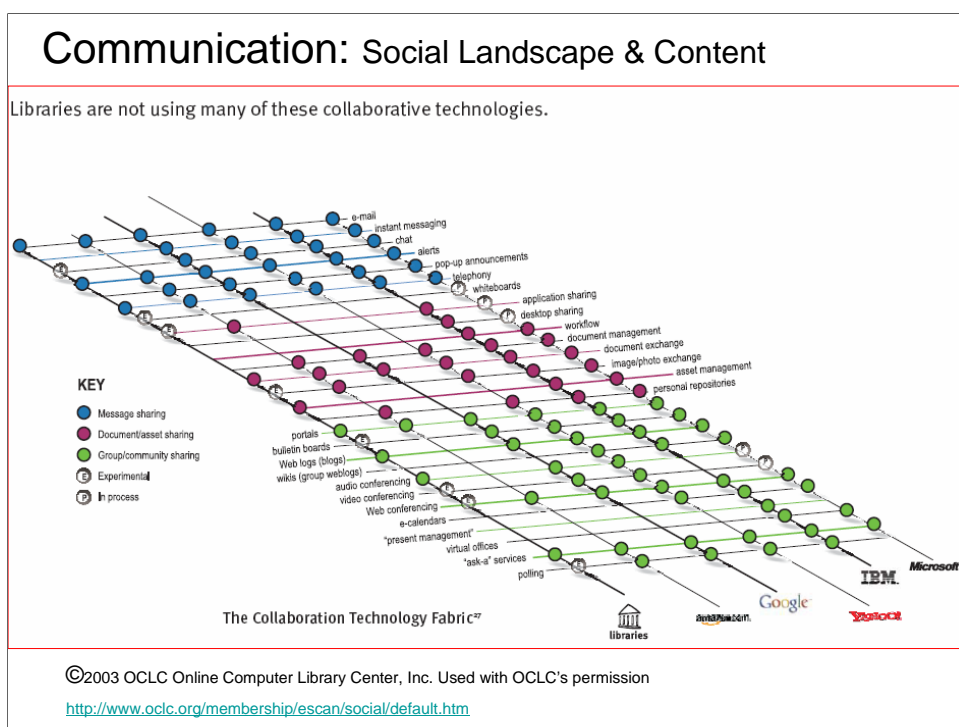 Communication: Social Landscape & Content
Libraries are not using many of these collaborative technologies.
e-mail
instant messaging
chat
alerts
pop-up announcements
telephony
whiteboards
application sharing
desktop sharing
workflow
document management
document exchange
image/photo exchange
asset management
personal repositories
KEY
Message sharing
Document/asset sharing
Group/community sharing
E Experimental
P In process
portals
bulletin boards
Web logs (blogs)
wikis (group weblogs)
audio conferencing
video conferencing
Web conferencing
e-calendars
"present management"
virtual offices
"ask-a" services
polling
The Collaboration Technology Fabric²⁷
libraries
amazon.com.
Google
YAHOO!
IBM
Microsoft
©2003 OCLC Online Computer Library Center, Inc. Used with OCLC's permission
http://www.oclc.org/membership/escan/social/default.htm